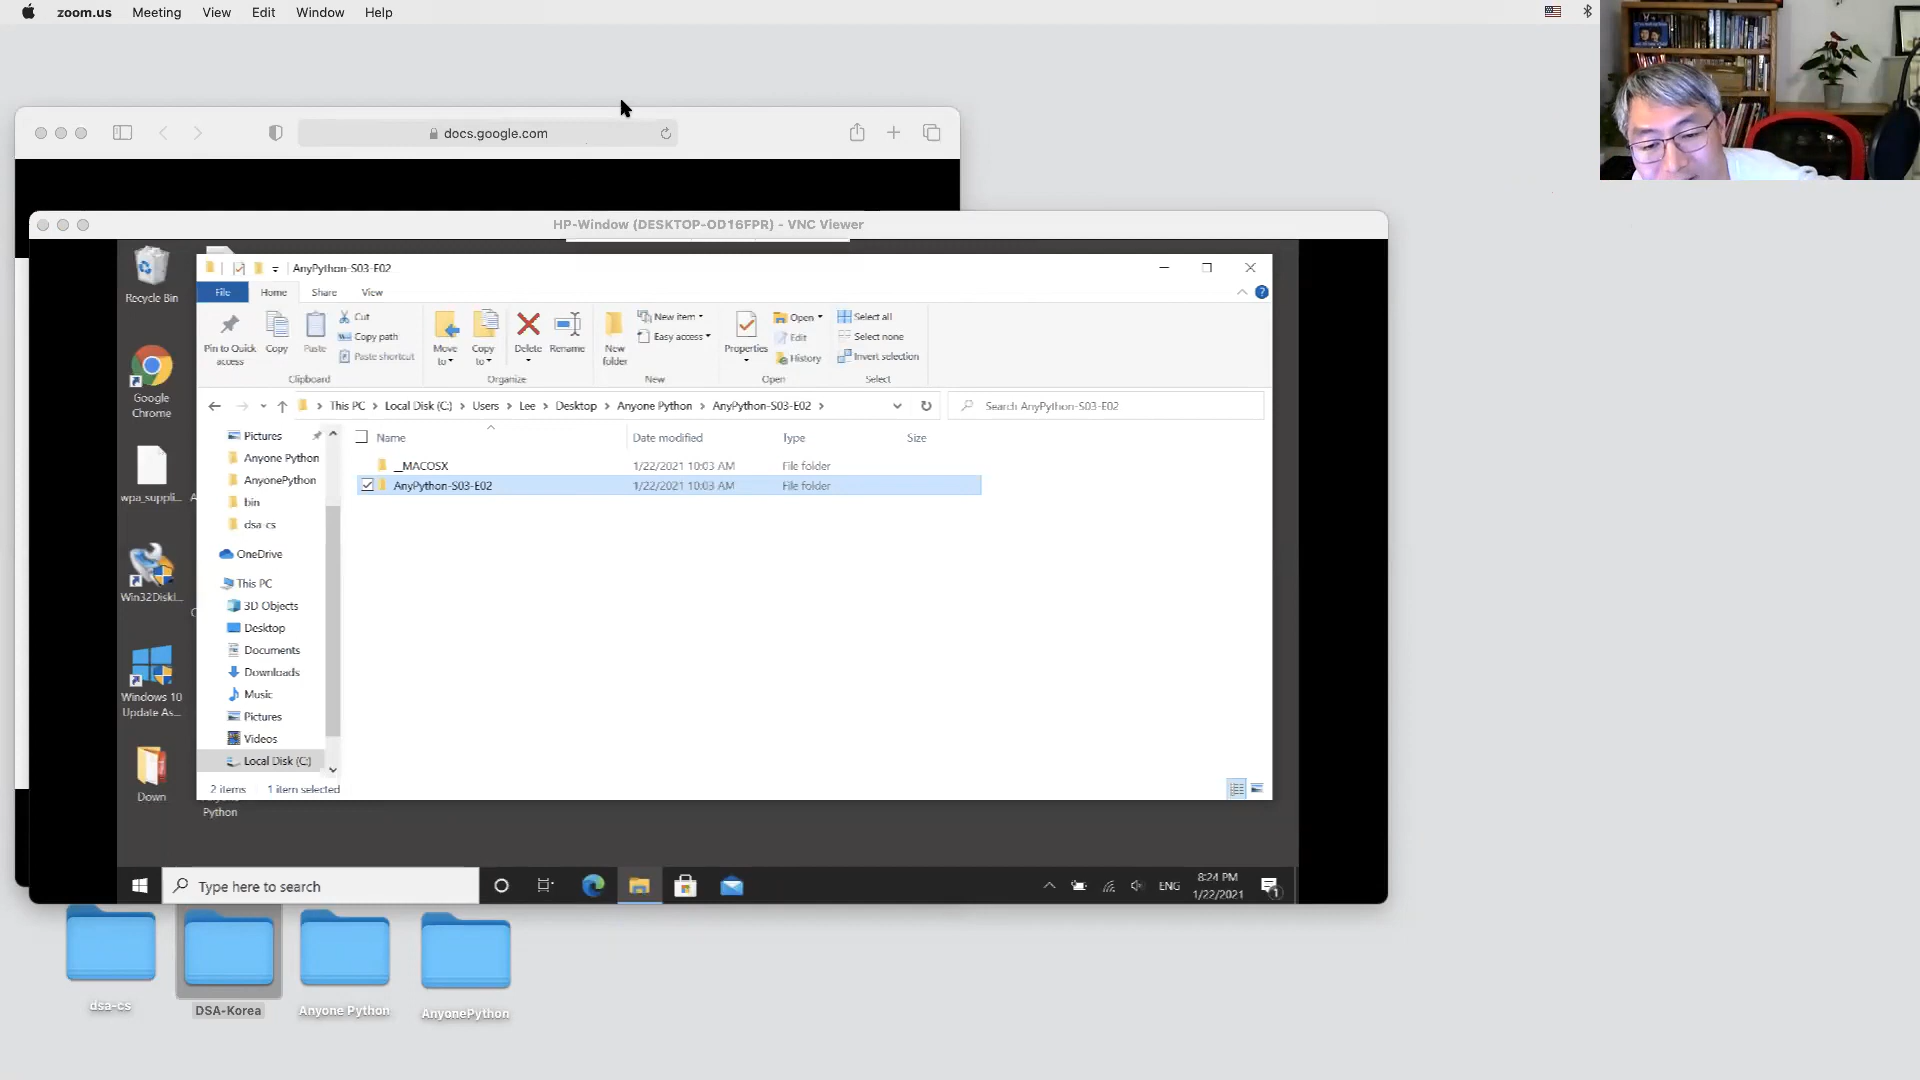 zoom.us Meeting View Edit Window Help
docs.google.com
HP-Window (DESKTOP-OD16FPR) - VNC Viewer
Recycle Bin
Google
Chrome
wpa_suppli...
Win32DiskI...
Windows 10
Update As...
Down
Python
AnyPython-S03-E02
File Home Share View
Pin to Quick
access
Copy
Paste
Cut
Copy path
Paste shortcut
Clipboard
Move
to
Copy
to
Delete
Rename
Organize
New
folder
New item
Easy access
New
Properties
Open
Edit
History
Open
Select all
Select none
Invert selection
Select
This PC > Local Disk (C:) > Users > Lee > Desktop > Anyone Python > AnyPython-S03-E02 >
Search AnyPython-S03-E02
Pictures
Anyone Python
AnyonePython
bin
dsa-cs
OneDrive
This PC
3D Objects
Desktop
Documents
Downloads
Music
Pictures
Videos
Local Disk (C:)
Name Date modified Type Size
__MACOSX 1/22/2021 10:03 AM File folder
AnyPython-S03-E02 1/22/2021 10:03 AM File folder
2 items 1 item selected
Type here to search
ENG
8:24 PM
1/22/2021
1
dsa-cs
DSA-Korea
Anyone Python
AnyonePython